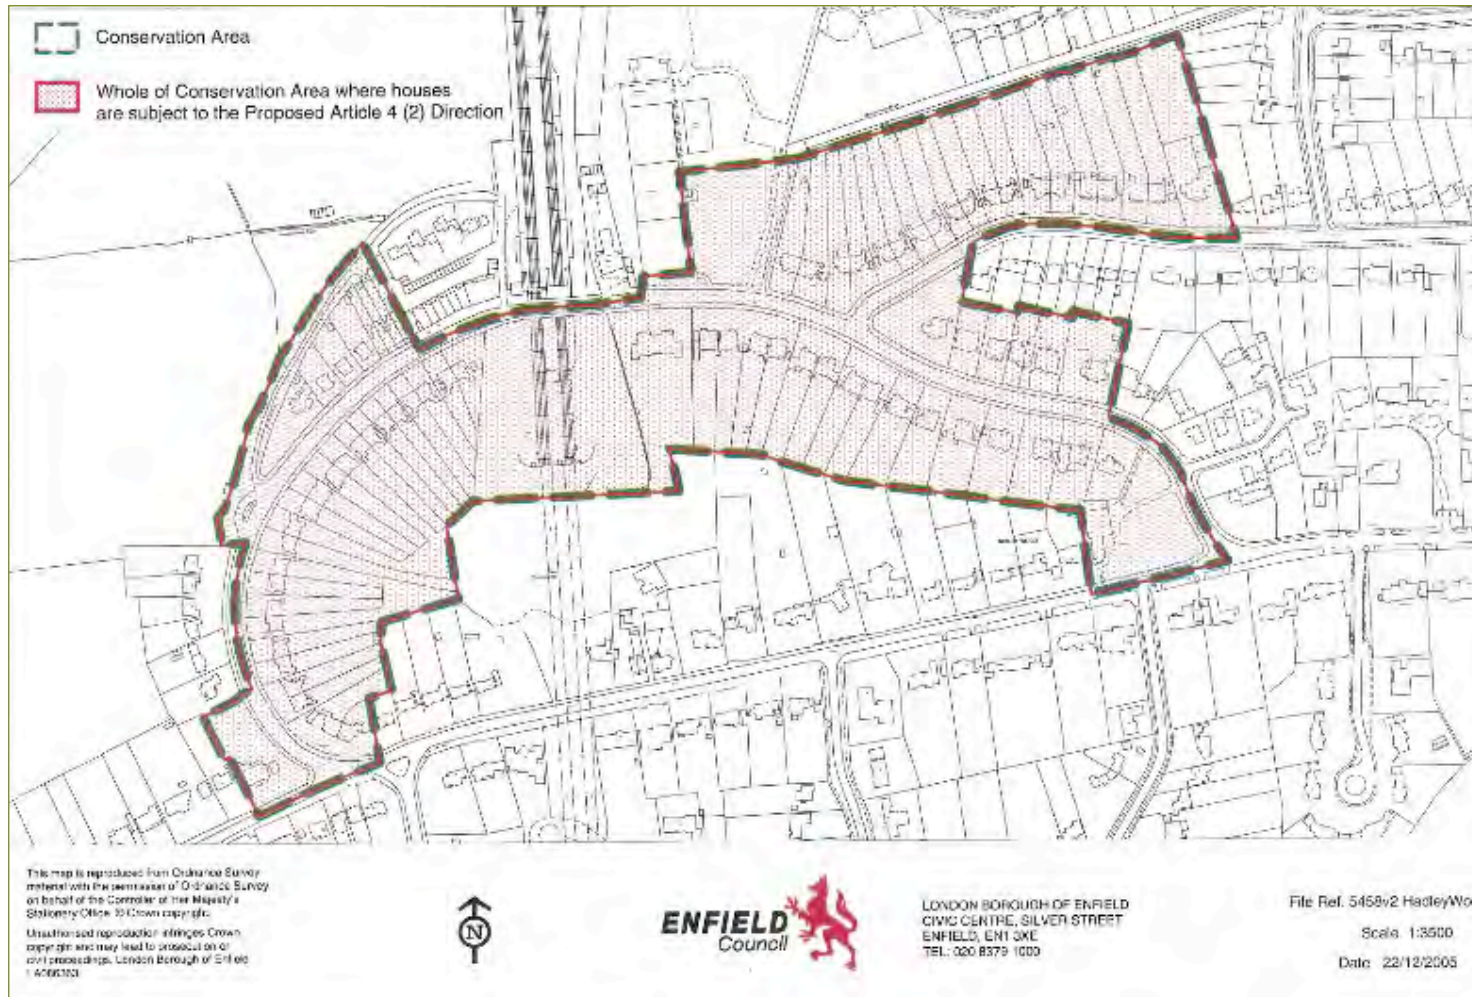 Conservation Area
Whole of Conservation Area where houses
are subject to the Proposed Article 4 (2) Direction
This map is reproduced from Ordnance Survey
material with the permission of Ordnance Survey
on behalf of the Controller of Her Majesty's
Stationery Office. © Crown copyright.
Unauthorised reproduction infringes Crown
copyright and may lead to prosecution or
civil proceedings. London Borough of Enfield
N
ENFIELD
Council
LONDON BOROUGH OF ENFIELD
CIVIC CENTRE, SILVER STREET
ENFIELD, EN1 3XE
TEL: 020 8379 1000
File Ref. 5458v2 HadleyWo
Scale 1:3500
Date 22/12/2005